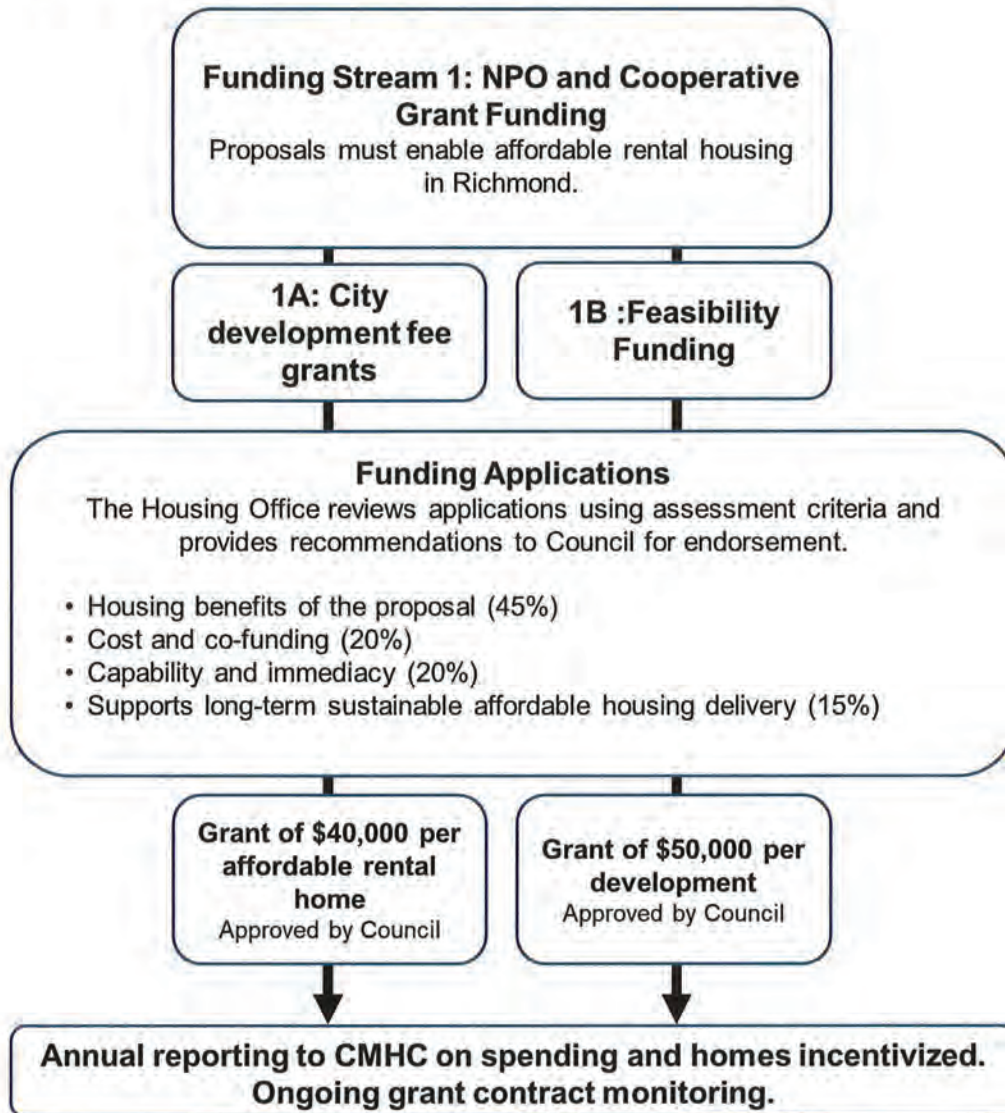 Funding Stream 1: NPO and Cooperative
Grant Funding
Proposals must enable affordable rental housing
in Richmond.
1A: City
development fee
grants
1B :Feasibility
Funding
Funding Applications
The Housing Office reviews applications using assessment criteria and
provides recommendations to Council for endorsement.
• Housing benefits of the proposal (45%)
• Cost and co-funding (20%)
• Capability and immediacy (20%)
• Supports long-term sustainable affordable housing delivery (15%)
Grant of $40,000 per
affordable rental
home
Approved by Council
Grant of $50,000 per
development
Approved by Council
Annual reporting to CMHC on spending and homes incentivized.
Ongoing grant contract monitoring.